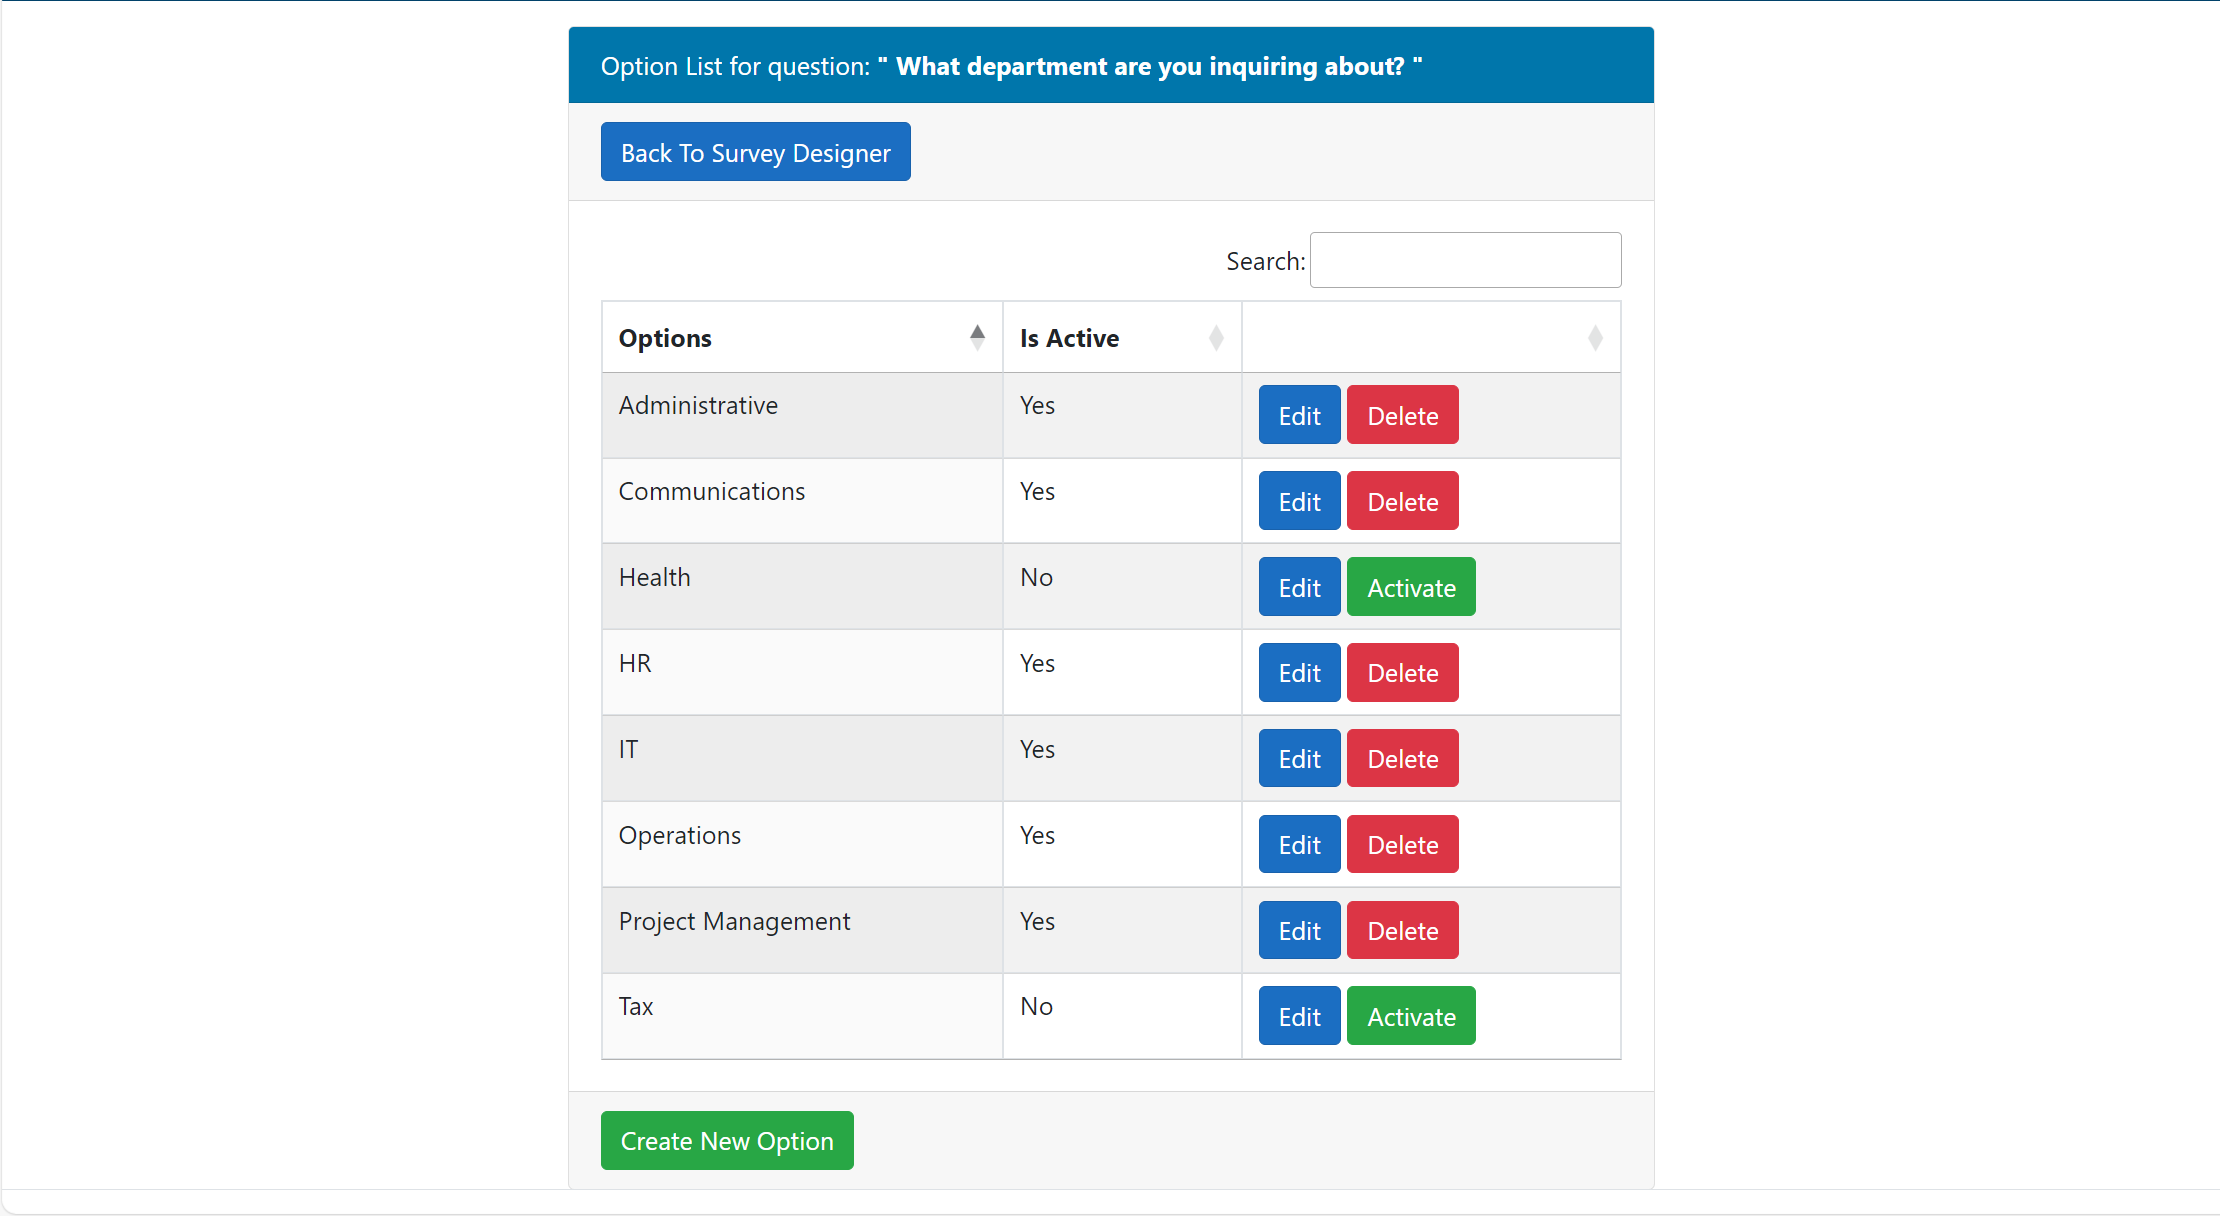 Option List for question: " What department are you inquiring about? "
Back To Survey Designer
Search:
Options Is Active
Administrative Yes Edit Delete
Communications Yes Edit Delete
Health No Edit Activate
HR Yes Edit Delete
IT Yes Edit Delete
Operations Yes Edit Delete
Project Management Yes Edit Delete
Tax No Edit Activate
Create New Option